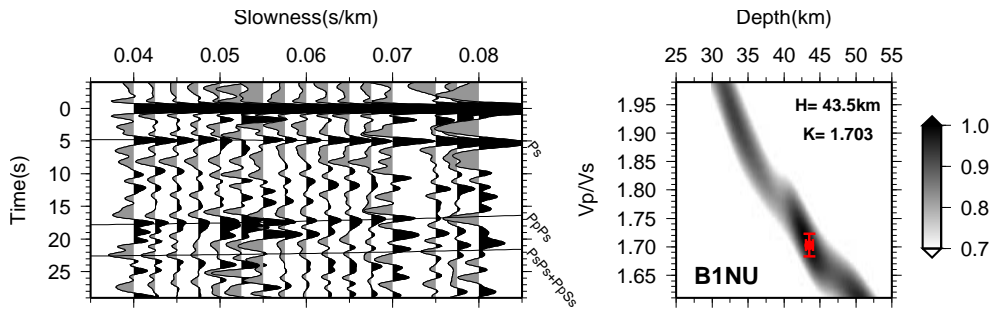 Slowness(s/km)
0.04 0.05 0.06 0.07 0.08
Time(s)
0
5
10
15
20
25
Ps
PpPs
PsPs+PpSs
Depth(km)
25 30 35 40 45 50 55
Vp/Vs
1.95
1.90
1.85
1.80
1.75
1.70
1.65
H= 43.5km
K= 1.703
B1NU
1.0
0.9
0.8
0.7